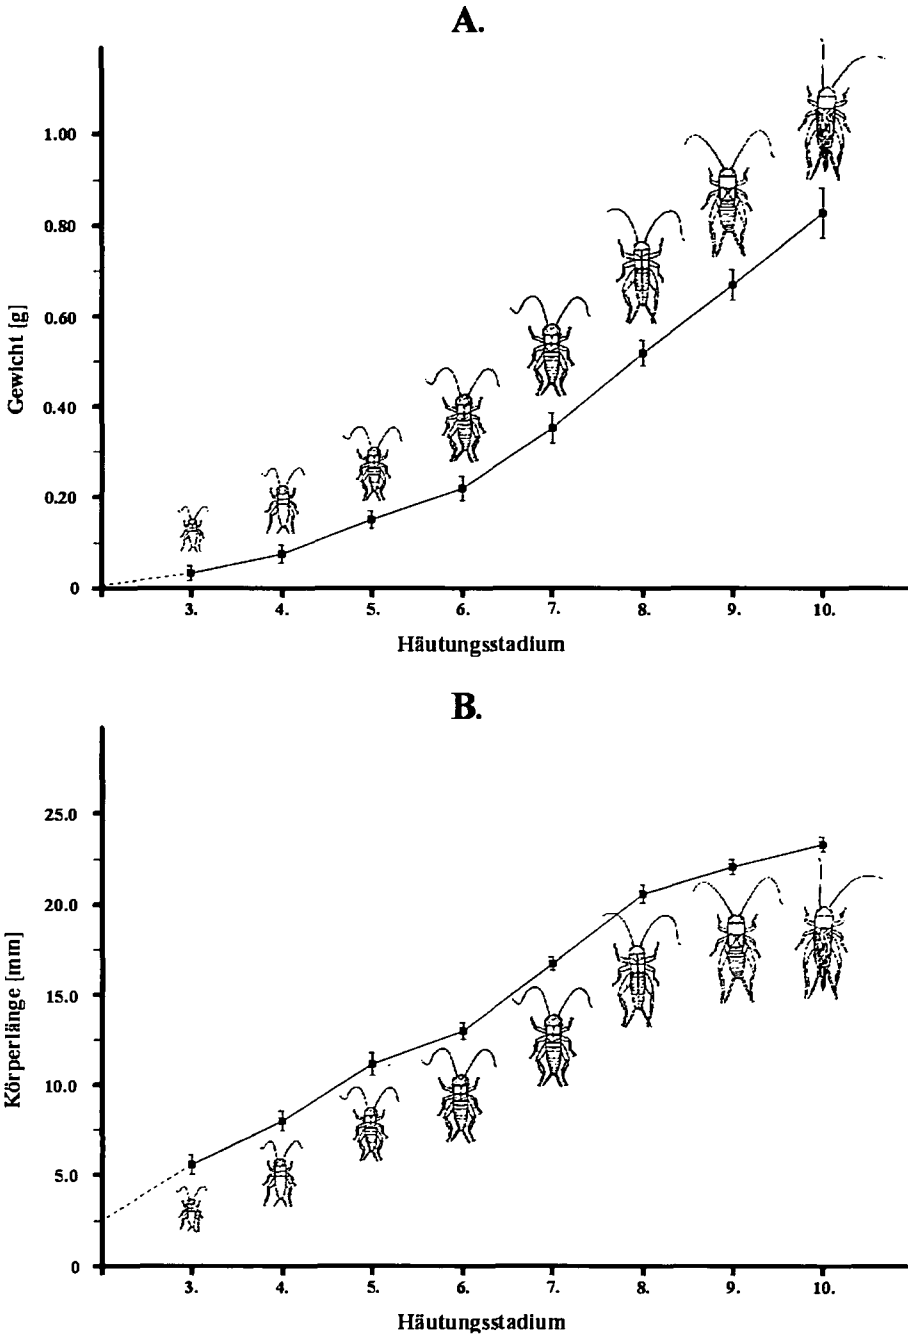 A.
Gewicht [g]
1.00
0.80
0.60
0.40
0.20
0
3. 4. 5. 6. 7. 8. 9. 10.
Häutungsstadium
B.
Körperlänge [mm]
25.0
20.0
15.0
10.0
5.0
0
3. 4. 5. 6. 7. 8. 9. 10.
Häutungsstadium